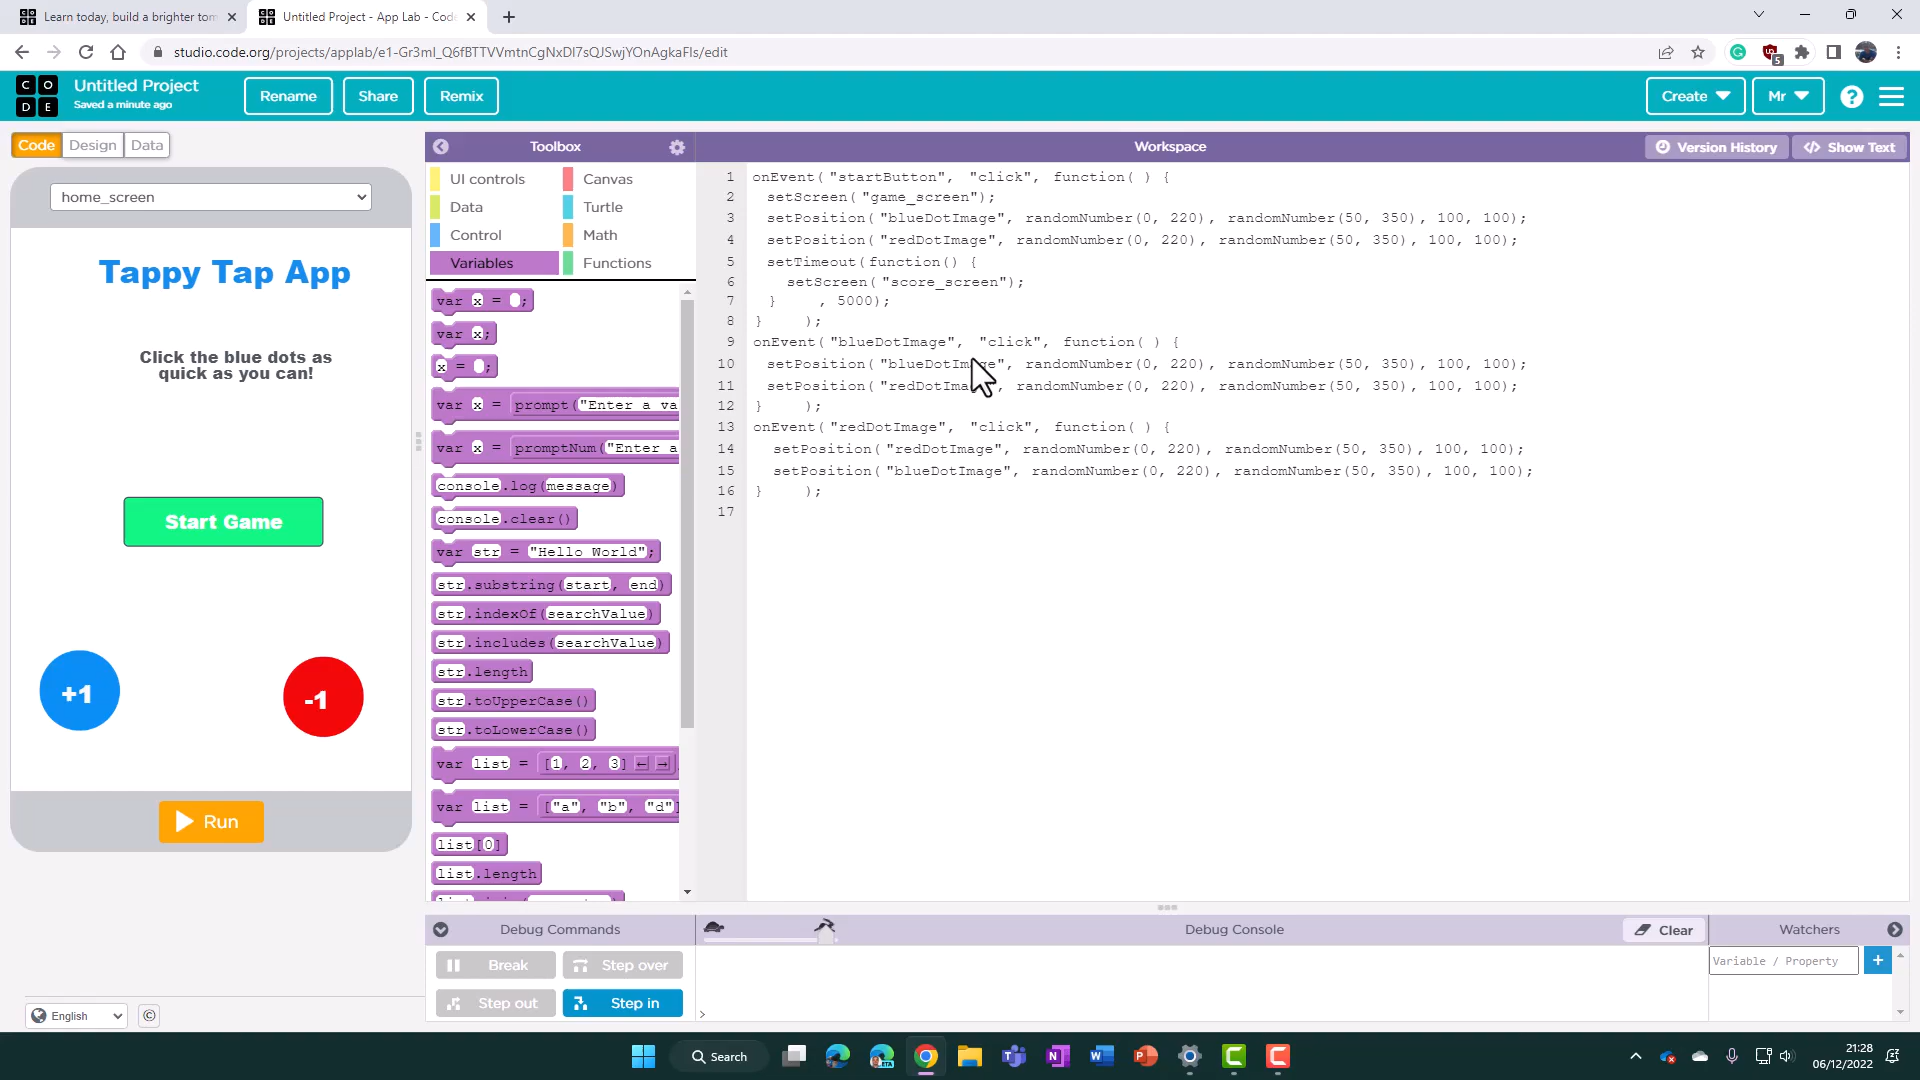 Learn today, build a brighter tom
Untitled Project - App Lab - Code
studio.code.org/projects/applab/e1-Gr3ml_Q6fBTTVVmtnCgNxDl7sQJSwjYOnAgkaFIs/edit
5
C O
D E
Untitled Project
Saved a minute ago
Rename
Share
Remix
Create
Mr
?
Code
Design
Data
Toolbox
Workspace
Version History
Show Text
home_screen
Tappy Tap App
Click the blue dots as
quick as you can!
Start Game
+1
-1
Run
UI controls
Canvas
Data
Turtle
Control
Math
Variables
Functions
var x = ;
var x;
x = ;
var x = prompt("Enter a va
var x = promptNum("Enter a
console.log(message)
console.clear()
var str = "Hello World";
str.substring(start, end)
str.indexOf(searchValue)
str.includes(searchValue)
str.length
str.toUpperCase()
str.toLowerCase()
var list = [1, 2, 3] ← →
var list = ["a", "b", "d"]
list[0]
list.length
1 onEvent( "startButton", "click", function( ) {
2 setScreen( "game_screen");
3 setPosition( "blueDotImage", randomNumber(0, 220), randomNumber(50, 350), 100, 100);
4 setPosition( "redDotImage", randomNumber(0, 220), randomNumber(50, 350), 100, 100);
5 setTimeout(function() {
6 setScreen( "score_screen");
7 } , 5000);
8 } );
9 onEvent( "blueDotImage", "click", function( ) {
10 setPosition( "blueDotImage", randomNumber(0, 220), randomNumber(50, 350), 100, 100);
11 setPosition( "redDotImage", randomNumber(0, 220), randomNumber(50, 350), 100, 100);
12 } );
13 onEvent( "redDotImage", "click", function( ) {
14 setPosition( "redDotImage", randomNumber(0, 220), randomNumber(50, 350), 100, 100);
15 setPosition( "blueDotImage", randomNumber(0, 220), randomNumber(50, 350), 100, 100);
16 } );
17
Debug Commands
Debug Console
Clear
Watchers
Break
Step over
Step out
Step in
Variable / Property
+
>
English
©
Search
21:28
06/12/2022